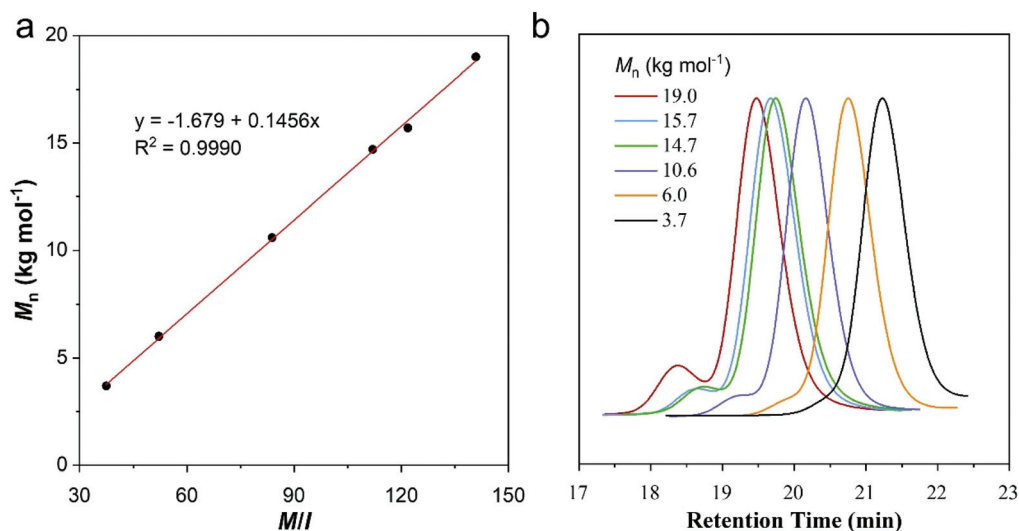 a
20
15
10
5
0
Mn (kg mol-1)
y = -1.679 + 0.1456x
R2 = 0.9990
30 60 90 120 150
M/I
b
Mn (kg mol-1)
19.0
15.7
14.7
10.6
6.0
3.7
17 18 19 20 21 22 23
Retention Time (min)